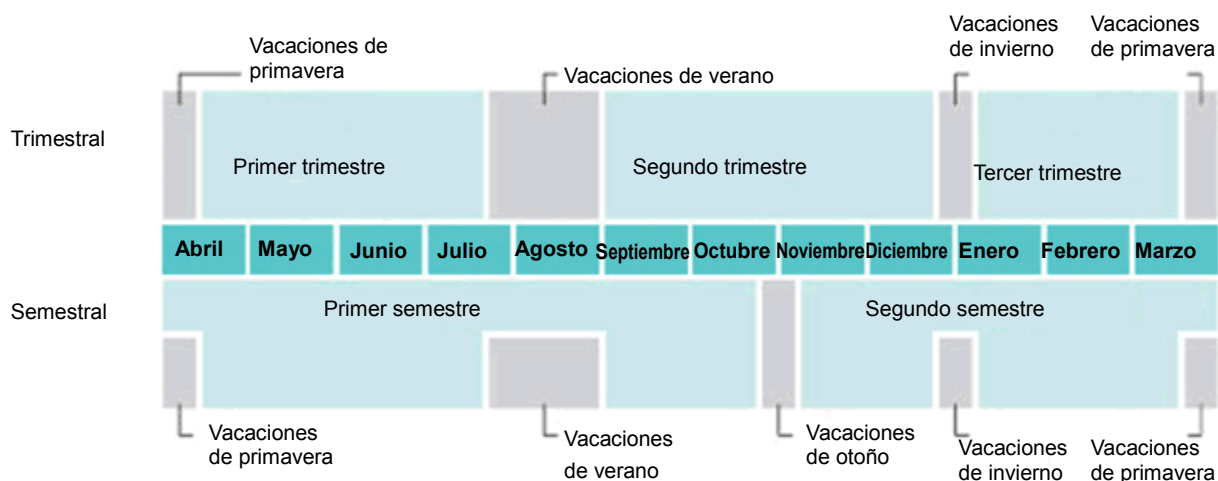 Vacaciones de
primavera
Vacaciones de verano
Vacaciones
de invierno
Vacaciones
de primavera
Trimestral
Primer trimestre
Segundo trimestre
Tercer trimestre
Abril Mayo Junio Julio Agosto Septiembre Octubre Noviembre Diciembre Enero Febrero Marzo
Semestral
Primer semestre
Segundo semestre
Vacaciones
de primavera
Vacaciones
de verano
Vacaciones
de otoño
Vacaciones
de invierno
Vacaciones
de primavera